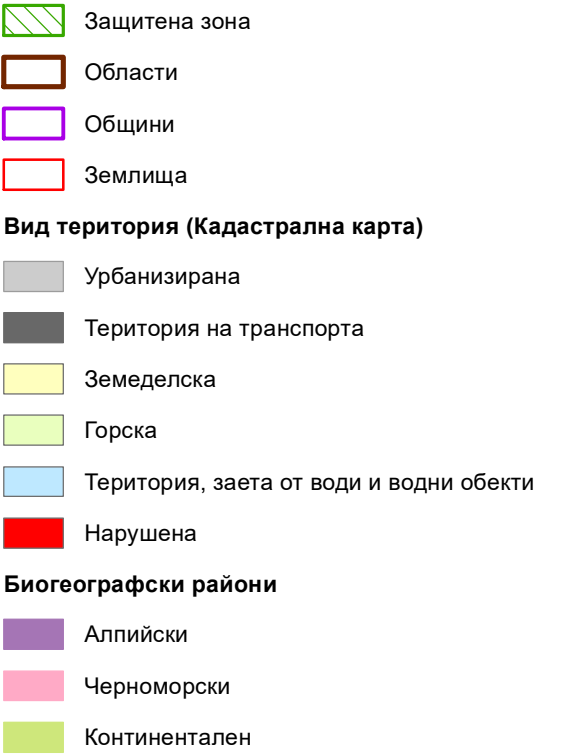 Защитена зона
Области
Общини
Землища
Вид територия (Кадастрална карта)
Урбанизирана
Територия на транспорта
Земеделска
Горска
Територия, заета от води и водни обекти
Нарушена
Биогеографски райони
Алпийски
Черноморски
Континентален